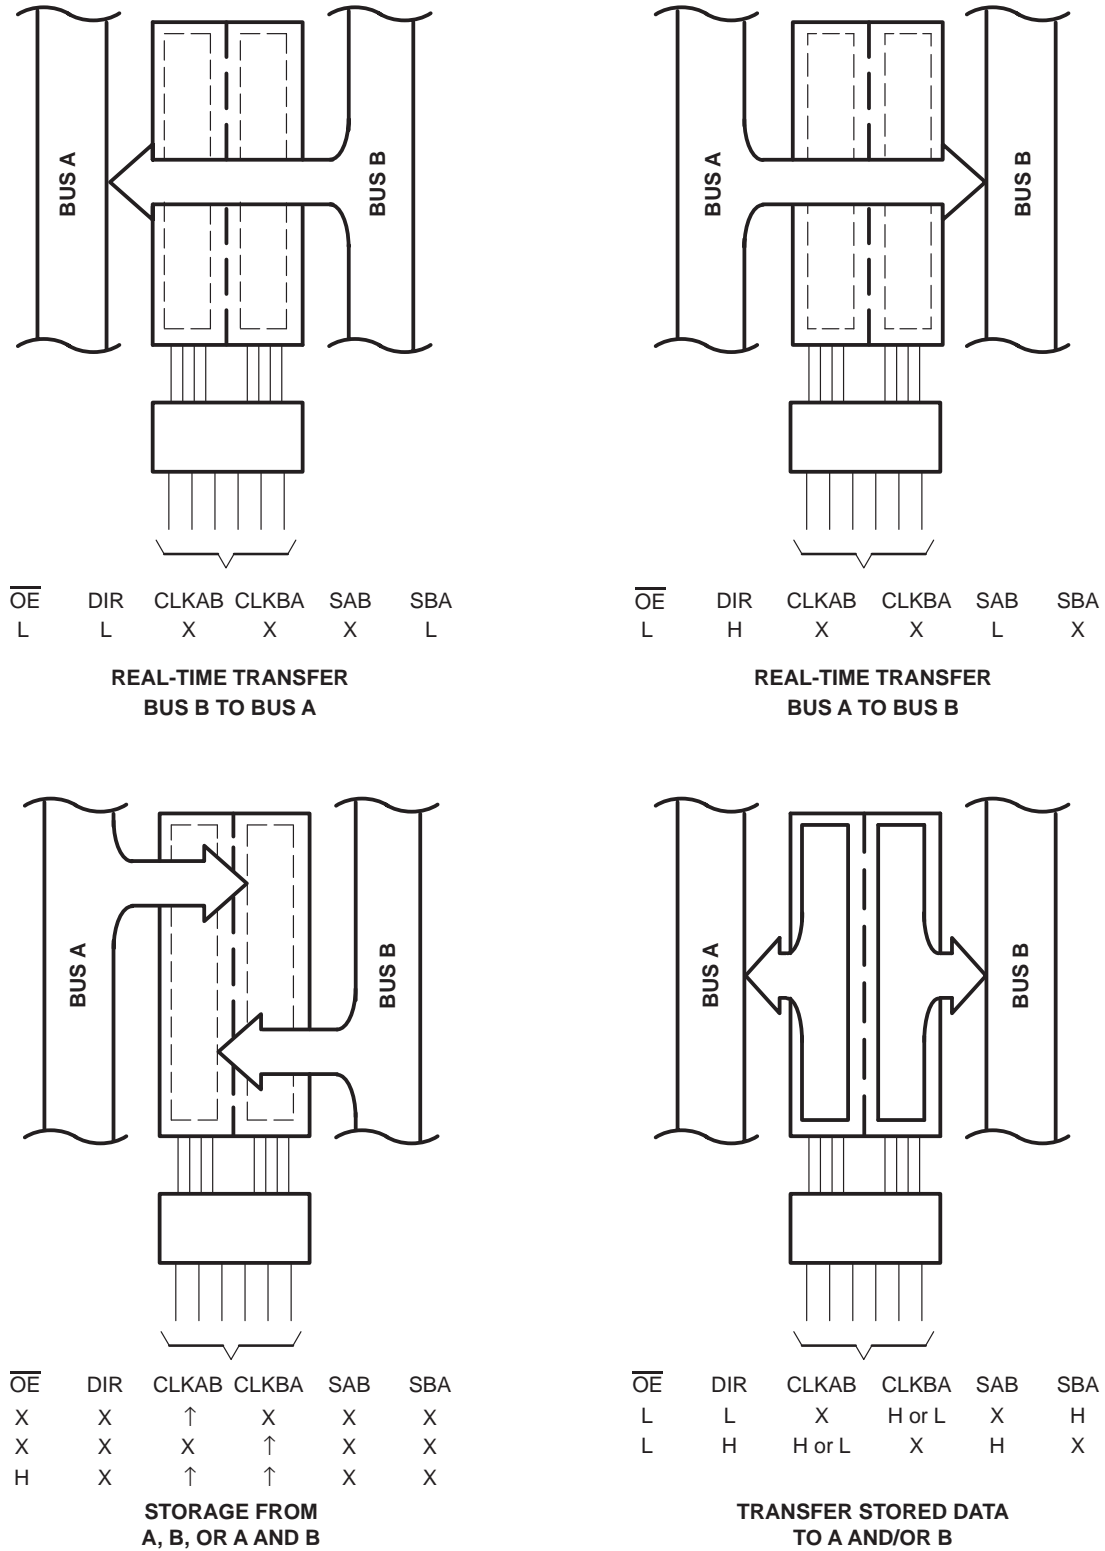 BUS A
BUS B
BUS A
BUS B
OE DIR CLKAB CLKBA SAB SBA
L L X X X L
REAL-TIME TRANSFER
BUS B TO BUS A
OE DIR CLKAB CLKBA SAB SBA
L H X X L X
REAL-TIME TRANSFER
BUS A TO BUS B
BUS A
BUS B
BUS A
BUS B
OE DIR CLKAB CLKBA SAB SBA
X X ↑ X X X
X X X ↑ X X
H X ↑ ↑ X X
STORAGE FROM
A, B, OR A AND B
OE DIR CLKAB CLKBA SAB SBA
L L X H or L X H
L H H or L X H X
TRANSFER STORED DATA
TO A AND/OR B